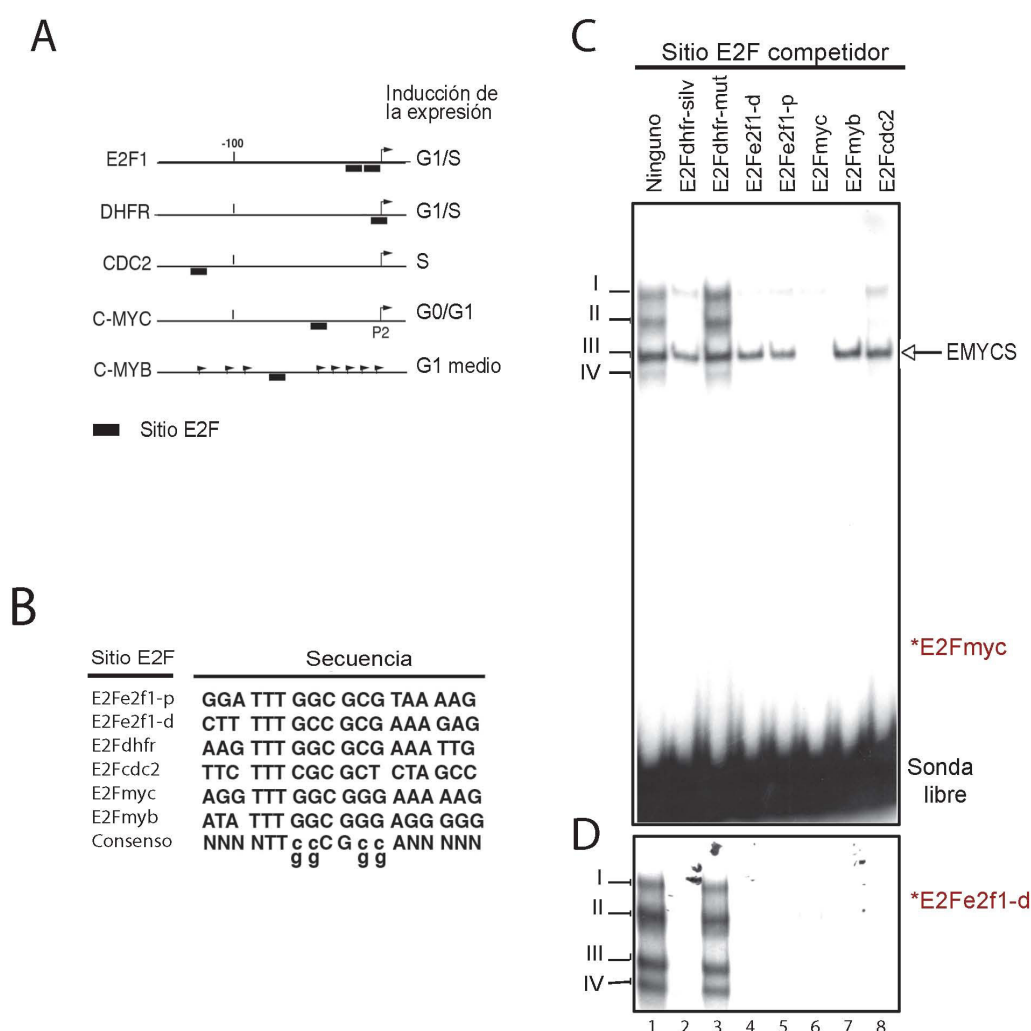 A
Inducción de
la expresión
-100
E2F1
G1/S
DHFR
G1/S
CDC2
S
C-MYC
G0/G1
P2
C-MYB
G1 medio
Sitio E2F
B
Sitio E2F Secuencia
E2Fe2f1-p GGA TTT GGC GCG TAA AAG
E2Fe2f1-d CTT TTT GCC GCG AAA GAG
E2Fdhfr AAG TTT GGC GCG AAA TTG
E2Fcdc2 TTC TTT CGC GCT CTA GCC
E2Fmyc AGG TTT GGC GGG AAA AAG
E2Fmyb ATA TTT GGC GGG AGG GGG
Consenso NNN NTT ccC G cc ANN NNN
gg gg
C
Sitio E2F competidor
Ninguno
E2Fdhfr-silv
E2Fdhfr-mut
E2Fe2f1-d
E2Fe2f1-p
E2Fmyc
E2Fmyb
E2Fcdc2
I
II
III
IV
EMYCS
*E2Fmyc
Sonda
libre
D
I
II
III
IV
*E2Fe2f1-d
1 2 3 4 5 6 7 8